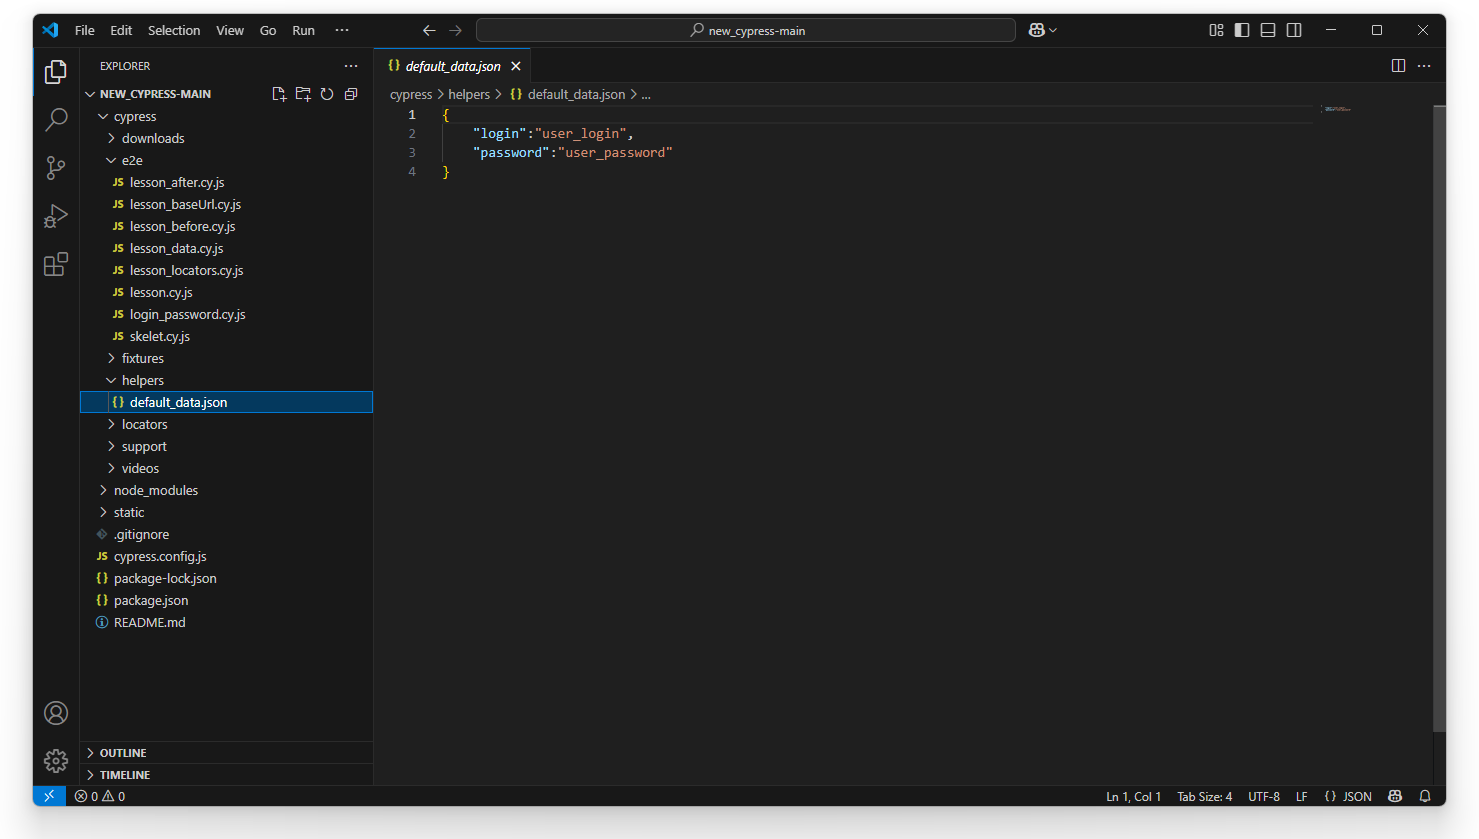 File Edit Selection View Go Run ··· new_cypress-main
EXPLORER ···
NEW_CYPRESS-MAIN
cypress
downloads
e2e
JS lesson_after.cy.js
JS lesson_baseUrl.cy.js
JS lesson_before.cy.js
JS lesson_data.cy.js
JS lesson_locators.cy.js
JS lesson.cy.js
JS login_password.cy.js
JS skelet.cy.js
fixtures
helpers
{} default_data.json
locators
support
videos
node_modules
static
.gitignore
JS cypress.config.js
{} package-lock.json
{} package.json
README.md
OUTLINE
TIMELINE
{} default_data.json
cypress > helpers > {} default_data.json > ...
1 {
2 "login":"user_login",
3 "password":"user_password"
4 }
0 0 Ln 1, Col 1 Tab Size: 4 UTF-8 LF {} JSON